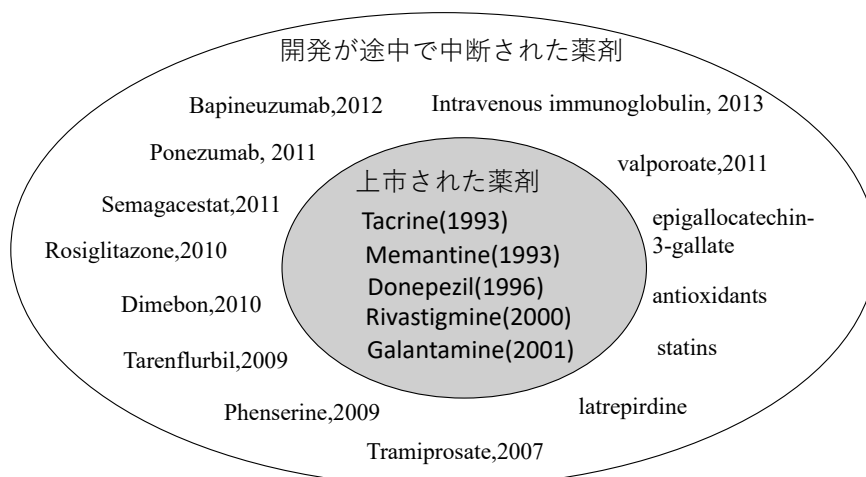 開発が途中で中断された薬剤
Bapineuzumab,2012
Intravenous immunoglobulin, 2013
Ponezumab, 2011
valporoate,2011
Semagacestat,2011
epigallocatechin-
3-gallate
Rosiglitazone,2010
antioxidants
Dimebon,2010
statins
Tarenflurbil,2009
latrepirdine
Phenserine,2009
Tramiprosate,2007
上市された薬剤
Tacrine(1993)
Memantine(1993)
Donepezil(1996)
Rivastigmine(2000)
Galantamine(2001)